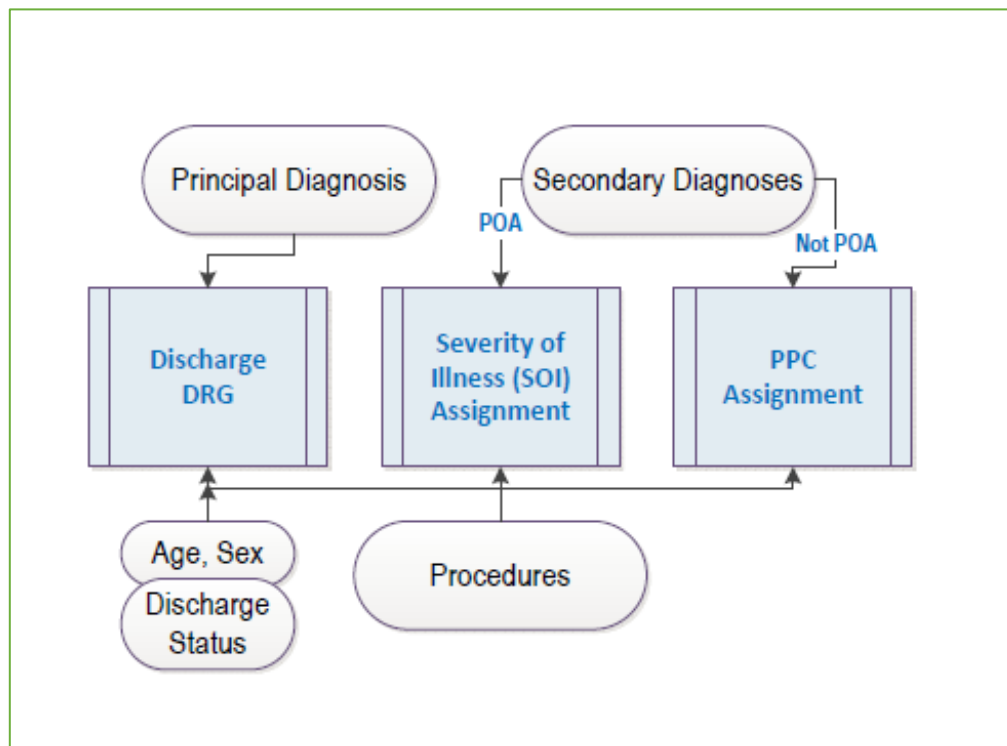 Principal Diagnosis
Secondary Diagnoses
POA
Not POA
Discharge
DRG
Severity of
Illness (SOI)
Assignment
PPC
Assignment
Age, Sex
Discharge
Status
Procedures